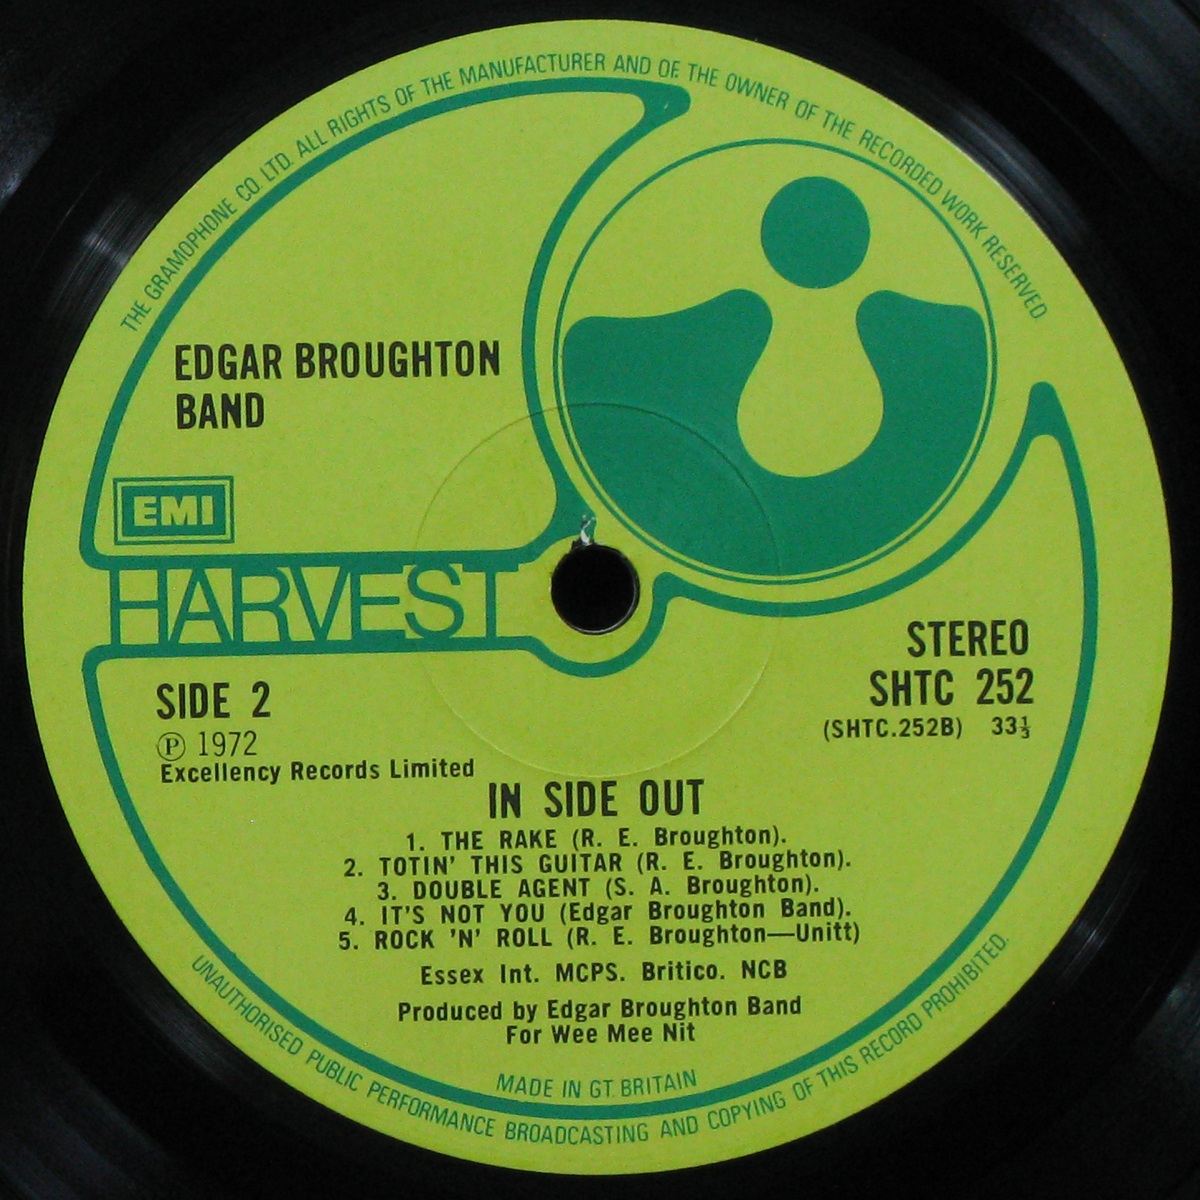 THE GRAMOPHONE CO. LTD. ALL RIGHTS OF THE MANUFACTURER AND OF THE OWNER OF THE RECORDED WORK RESERVED
EDGAR BROUGHTON
BAND
EMI
HARVEST
STEREO
SHTC 252
(SHTC.252B) 33⅓
SIDE 2
℗ 1972
Excellency Records Limited
IN SIDE OUT
1. THE RAKE (R. E. Broughton).
2. TOTIN' THIS GUITAR (R. E. Broughton).
3. DOUBLE AGENT (S. A. Broughton).
4. IT'S NOT YOU (Edgar Broughton Band).
5. ROCK 'N' ROLL (R. E. Broughton—Unitt)
Essex Int. MCPS. Britico. NCB
Produced by Edgar Broughton Band
For Wee Mee Nit
MADE IN GT. BRITAIN
UNAUTHORISED PUBLIC PERFORMANCE BROADCASTING AND COPYING OF THIS RECORD PROHIBITED.